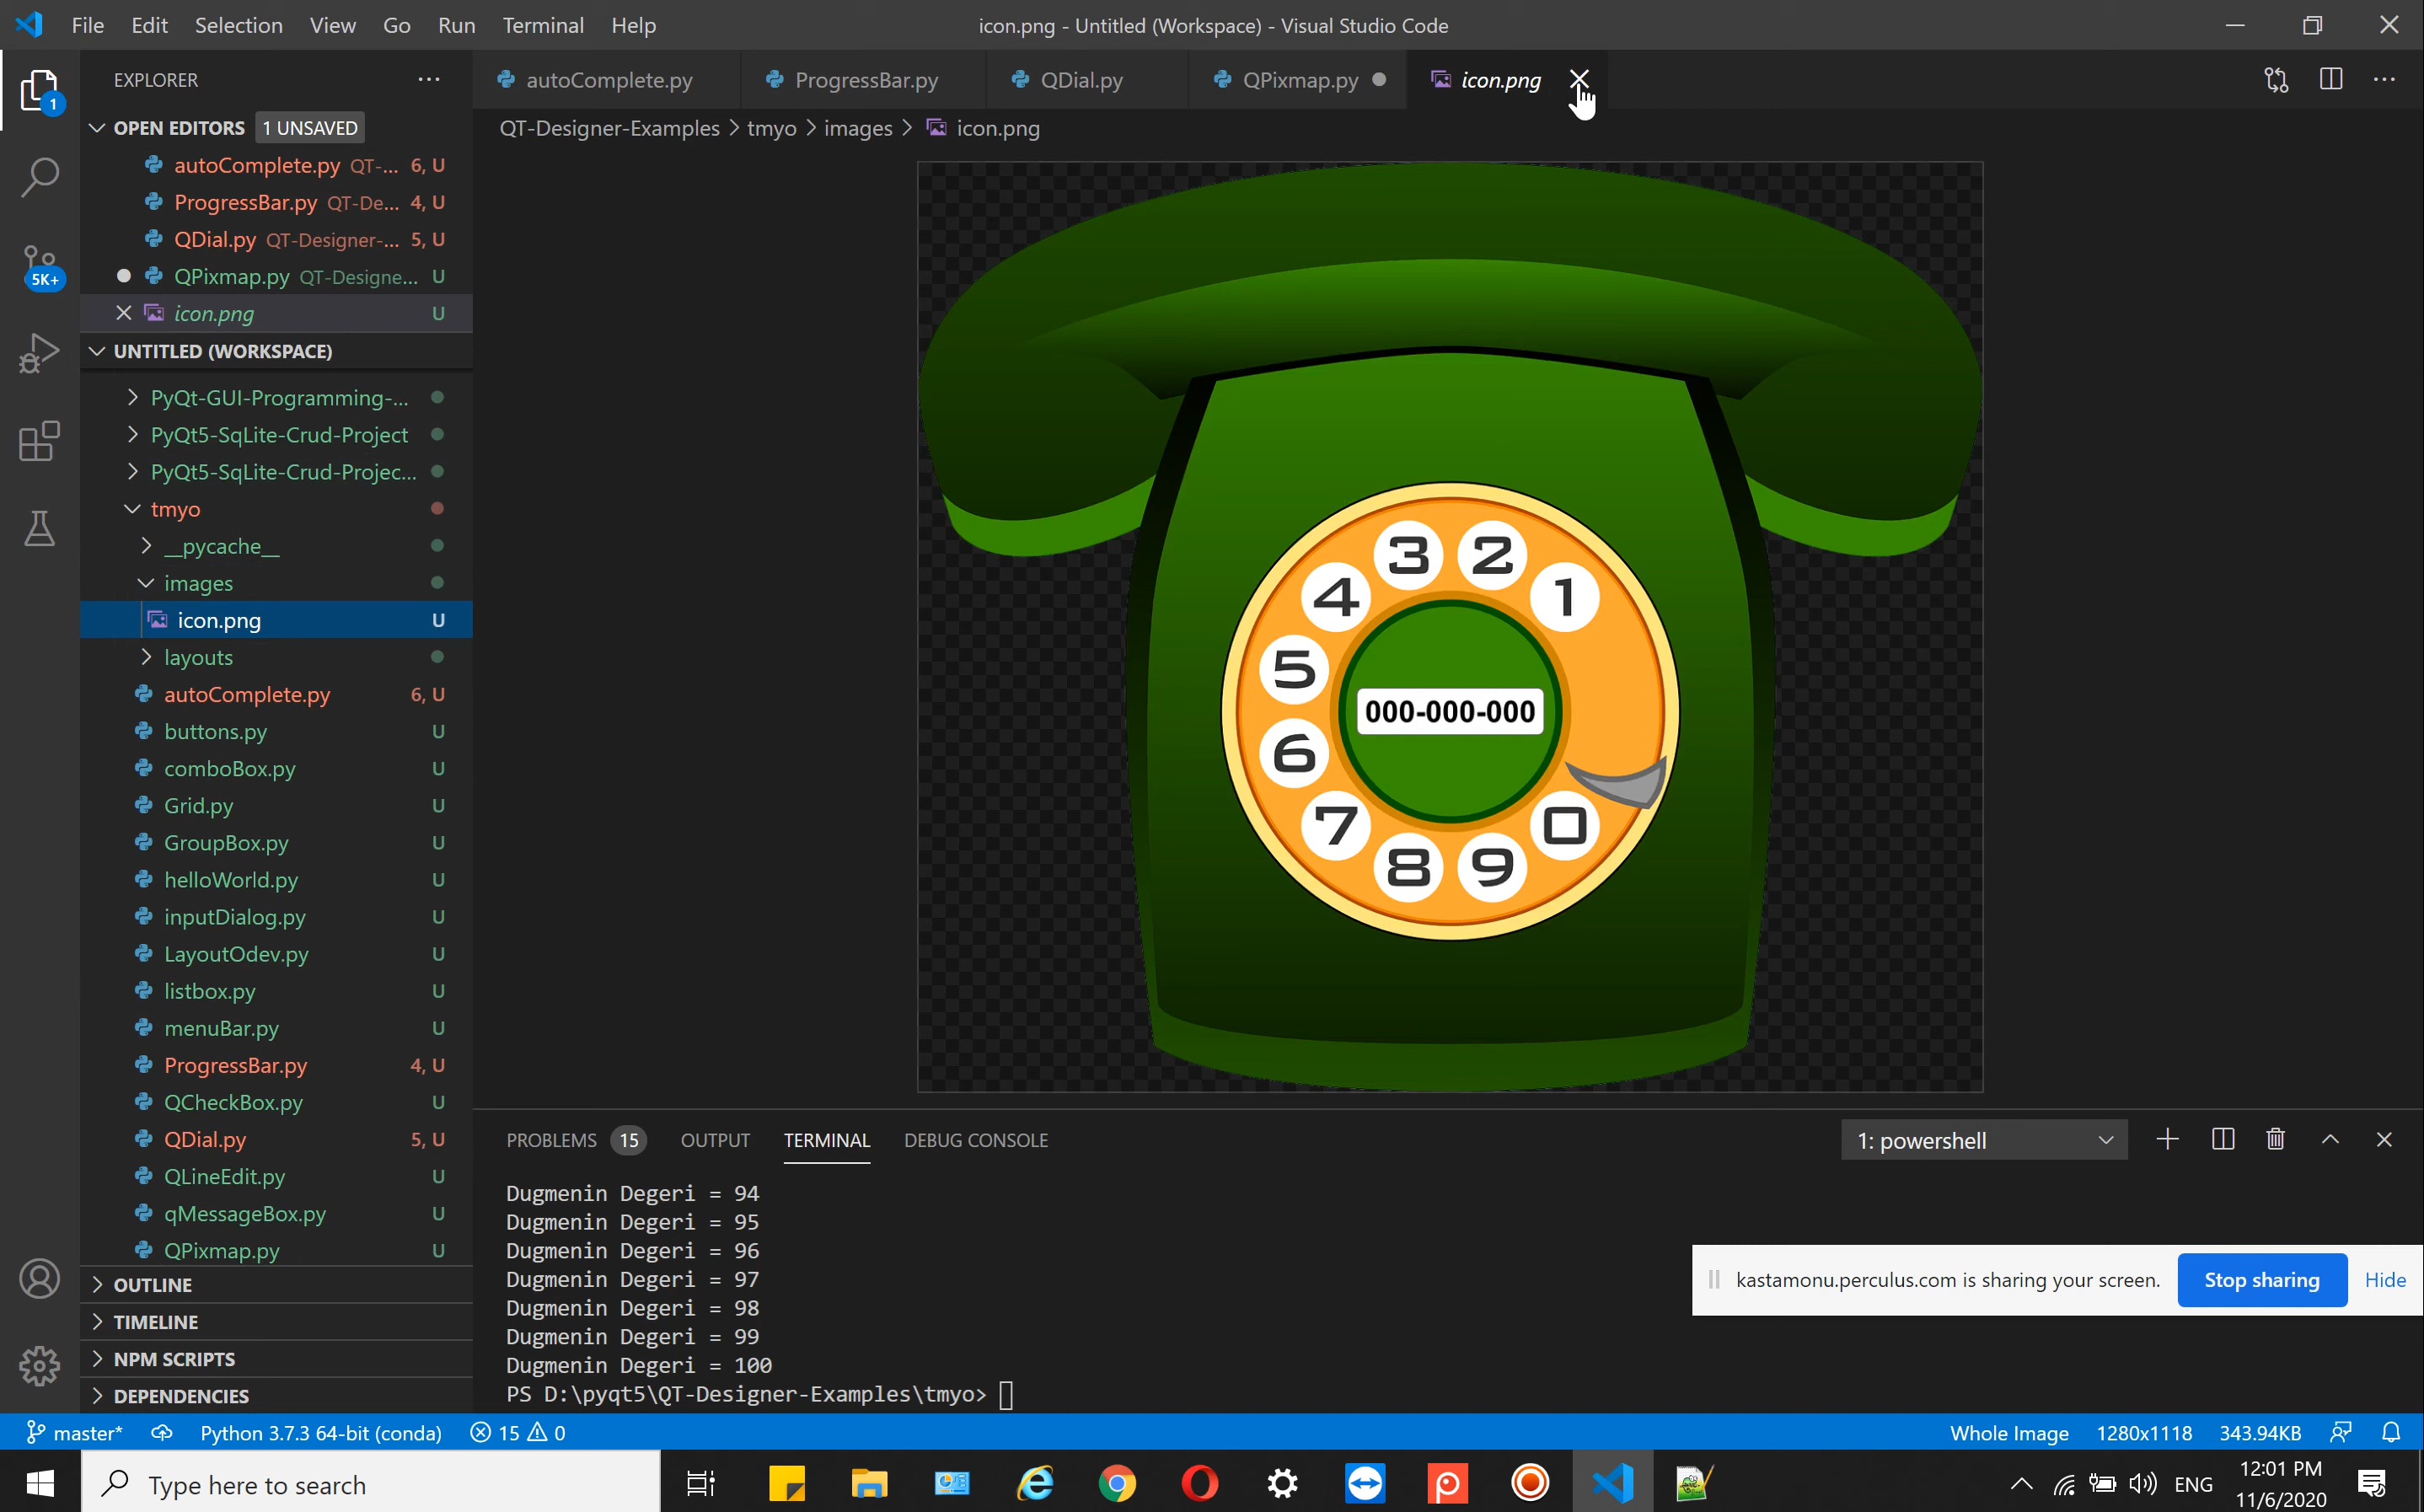 File Edit Selection View Go Run Terminal Help
icon.png - Untitled (Workspace) - Visual Studio Code
EXPLORER
OPEN EDITORS 1 UNSAVED
autoComplete.py QT-... 6, U
ProgressBar.py QT-De... 4, U
QDial.py QT-Designer-... 5, U
QPixmap.py QT-Designe... U
icon.png U
UNTITLED (WORKSPACE)
PyQt-GUI-Programming-...
PyQt5-SqLite-Crud-Project
PyQt5-SqLite-Crud-Projec...
tmyo
__pycache__
images
icon.png U
layouts
autoComplete.py 6, U
buttons.py U
comboBox.py U
Grid.py U
GroupBox.py U
helloWorld.py U
inputDialog.py U
LayoutOdev.py U
listbox.py U
menuBar.py U
ProgressBar.py 4, U
QCheckBox.py U
QDial.py 5, U
QLineEdit.py U
qMessageBox.py U
QPixmap.py U
OUTLINE
TIMELINE
NPM SCRIPTS
DEPENDENCIES
1
5K+
autoComplete.py ProgressBar.py QDial.py QPixmap.py icon.png
QT-Designer-Examples > tmyo > images > icon.png
3 2
4 1
5
000-000-000
6
7 0
8 9
PROBLEMS 15 OUTPUT TERMINAL DEBUG CONSOLE
1: powershell
Dugmenin Degeri = 94
Dugmenin Degeri = 95
Dugmenin Degeri = 96
Dugmenin Degeri = 97
Dugmenin Degeri = 98
Dugmenin Degeri = 99
Dugmenin Degeri = 100
PS D:\pyqt5\QT-Designer-Examples\tmyo>
kastamonu.perculus.com is sharing your screen. Stop sharing Hide
master* Python 3.7.3 64-bit (conda) 15 0
Whole Image 1280x1118 343.94KB
Type here to search
ENG
12:01 PM
11/6/2020